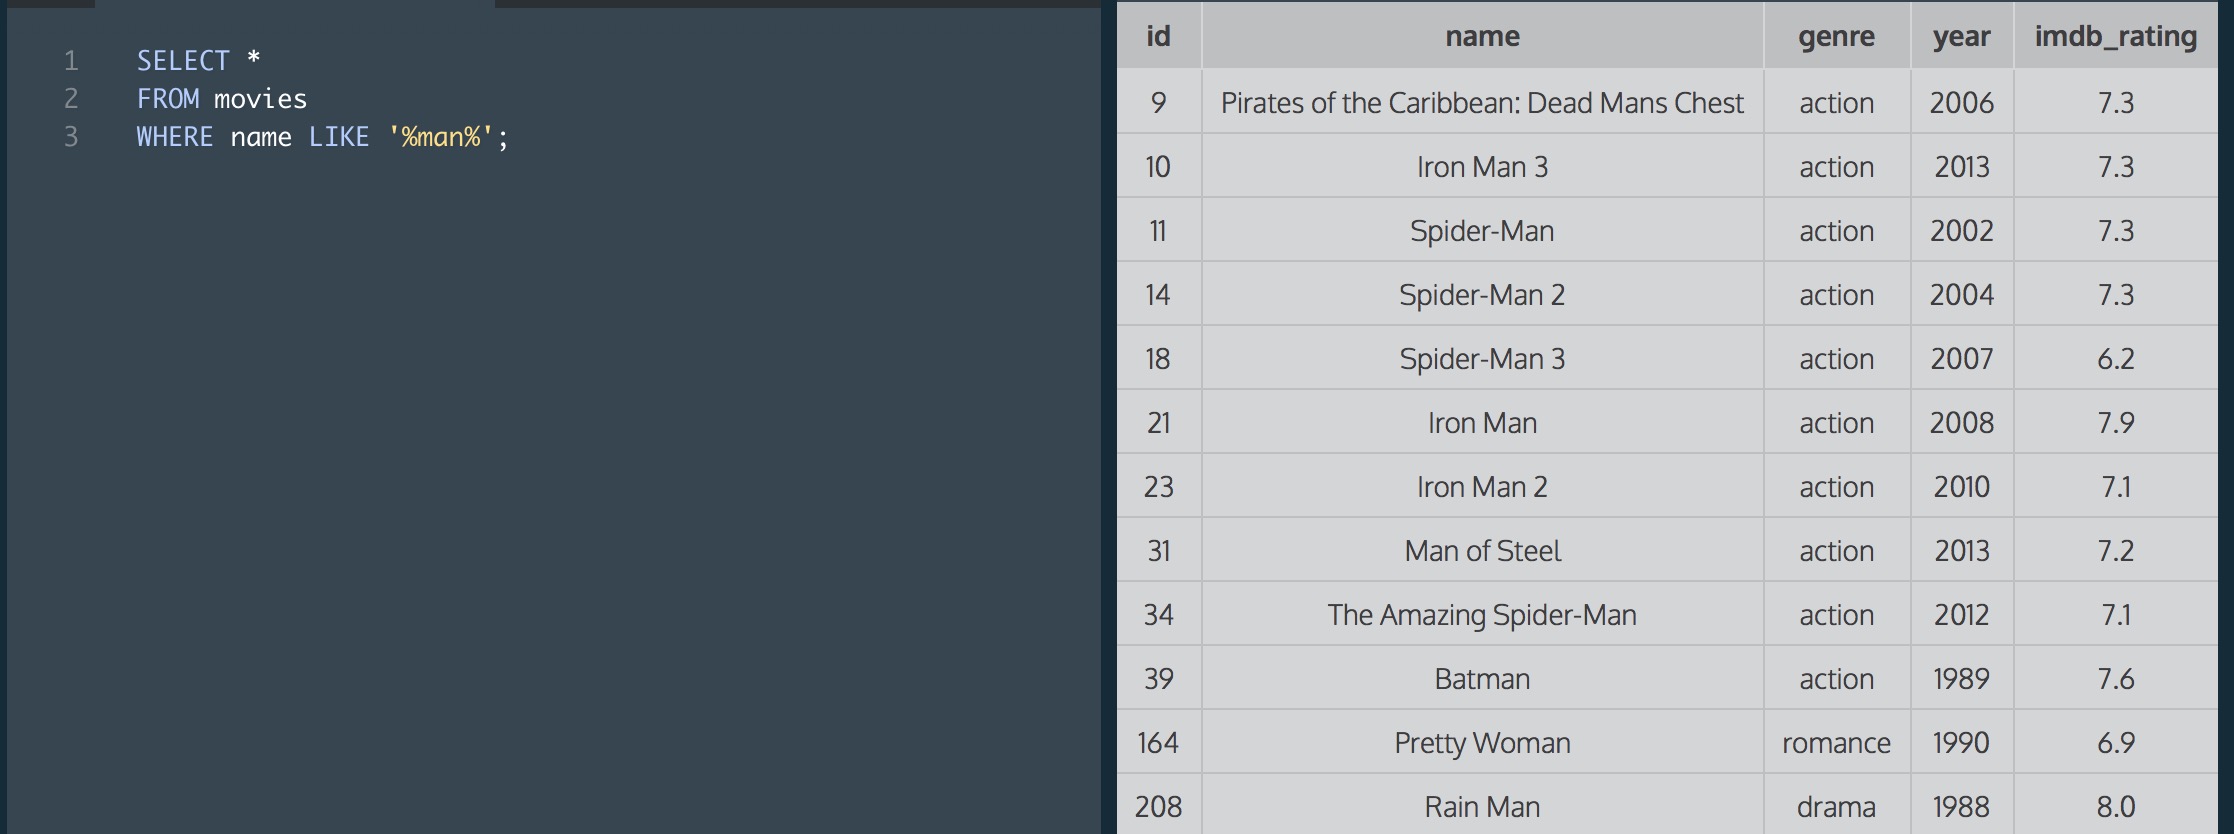 1 SELECT *
2 FROM movies
3 WHERE name LIKE '%man%';
id name genre year imdb_rating
9 Pirates of the Caribbean: Dead Mans Chest action 2006 7.3
10 Iron Man 3 action 2013 7.3
11 Spider-Man action 2002 7.3
14 Spider-Man 2 action 2004 7.3
18 Spider-Man 3 action 2007 6.2
21 Iron Man action 2008 7.9
23 Iron Man 2 action 2010 7.1
31 Man of Steel action 2013 7.2
34 The Amazing Spider-Man action 2012 7.1
39 Batman action 1989 7.6
164 Pretty Woman romance 1990 6.9
208 Rain Man drama 1988 8.0